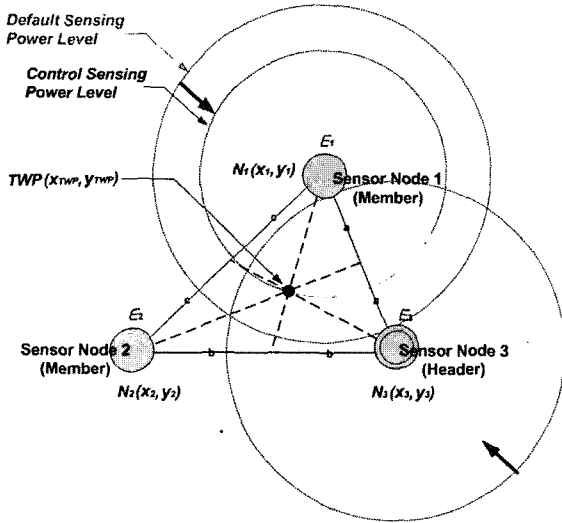 Default Sensing
Power Level
Control Sensing
Power Level
E1
N1(x1, y1)
Sensor Node 1
(Member)
TWP(xTWP, yTWP)
c
a
c
a
E2
E3
Sensor Node 2
(Member)
b
b
Sensor Node 3
(Header)
N2(x2, y2)
N3(x3, y3)